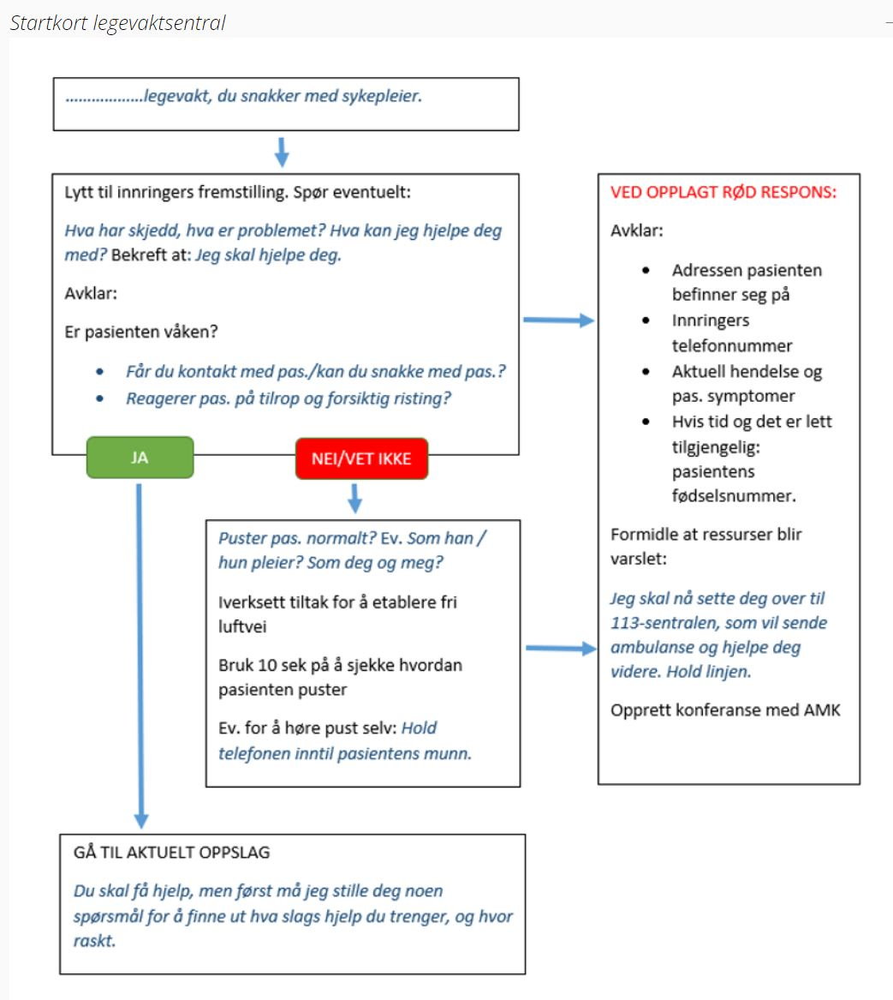 Startkort legevaktsentral
..................legevakt, du snakker med sykepleier.
Lytt til innringers fremstilling. Spør eventuelt:
Hva har skjedd, hva er problemet? Hva kan jeg hjelpe deg
med? Bekreft at: Jeg skal hjelpe deg.
Avklar:
Er pasienten våken?
• Får du kontakt med pas./kan du snakke med pas.?
• Reagerer pas. på tilrop og forsiktig risting?
JA
NEI/VET IKKE
Puster pas. normalt? Ev. Som han /
hun pleier? Som deg og meg?
Iverksett tiltak for å etablere fri
luftvei
Bruk 10 sek på å sjekke hvordan
pasienten puster
Ev. for å høre pust selv: Hold
telefonen inntil pasientens munn.
VED OPPLAGT RØD RESPONS:
Avklar:
• Adressen pasienten
befinner seg på
• Innringers
telefonnummer
• Aktuell hendelse og
pas. symptomer
• Hvis tid og det er lett
tilgjengelig:
pasientens
fødselsnummer.
Formidle at ressurser blir
varslet:
Jeg skal nå sette deg over til
113-sentralen, som vil sende
ambulanse og hjelpe deg
videre. Hold linjen.
Opprett konferanse med AMK
GÅ TIL AKTUELT OPPSLAG
Du skal få hjelp, men først må jeg stille deg noen
spørsmål for å finne ut hva slags hjelp du trenger, og hvor
raskt.